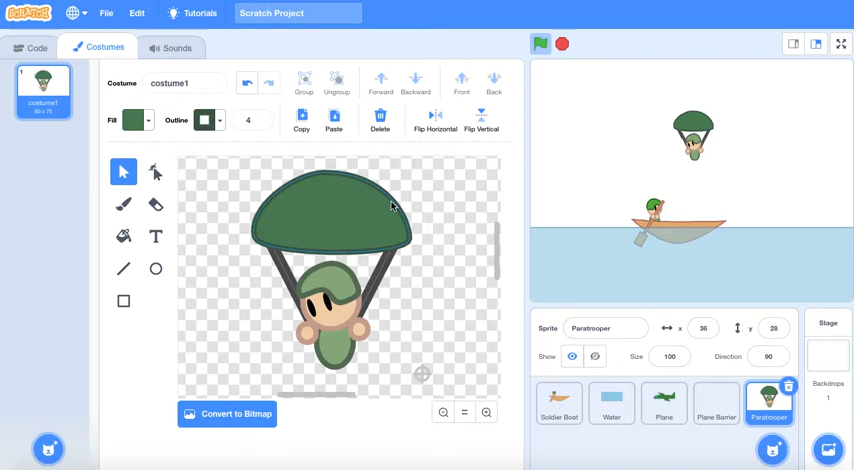 SCRATCH File Edit Tutorials Scratch Project
Code Costumes Sounds
1
costume1
60 x 75
Costume costume1 Group Ungroup Forward Backward Front Back
Fill Outline 4 Copy Paste Delete Flip Horizontal Flip Vertical
T
Convert to Bitmap
Sprite Paratrooper x 36 y 28
Show Size 100 Direction 90
Soldier Boat Water Plane Plane Barrier Paratrooper
Stage
Backdrops
1